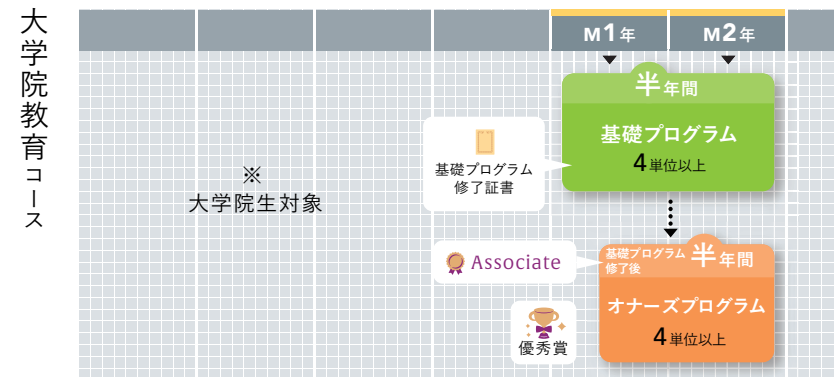 大学院教育コース
M1年 M2年
半年間
基礎プログラム
4単位以上
基礎プログラム
修了証書
※
大学院生対象
基礎プログラム
修了後
半年間
Associate
オナーズプログラム
4単位以上
優秀賞